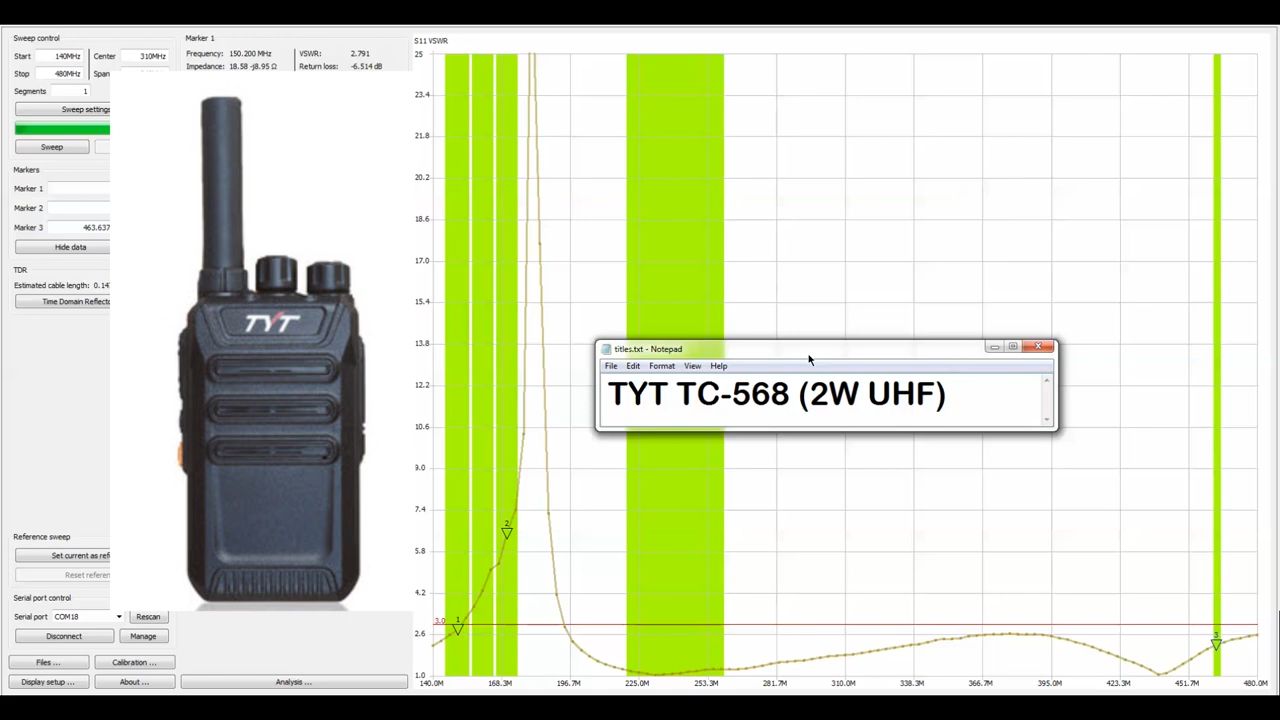 Sweep control
Start 140MHz Center 310MHz
Stop 480MHz Span
Segments 1
Sweep settings
Sweep
Markers
Marker 1
Marker 2
Marker 3 463.637
Hide data
TDR
Estimated cable length: 0.14
Time Domain Reflecto
Reference sweep
Set current as refe
Reset referen
Serial port control
Serial port COM18 Rescan
Disconnect Manage
Files ... Calibration ...
Display setup ... About ... Analysis ...
Marker 1
Frequency: 150.200 MHz VSWR: 2.791
Impedance: 18.58 -j8.95 Ω Return loss: -6.514 dB
TYT
S11 VSWR
25
23.4
21.8
20.2
18.6
17.0
15.4
13.8
12.2
10.6
9.0
7.4
5.8
4.2
3.0
2.6
1.0
1
2
3
140.0M 168.3M 196.7M 225.0M 253.3M 281.7M 310.0M 338.3M 366.7M 395.0M 423.3M 451.7M 480.0M
titles.txt - Notepad
File Edit Format View Help
TYT TC-568 (2W UHF)